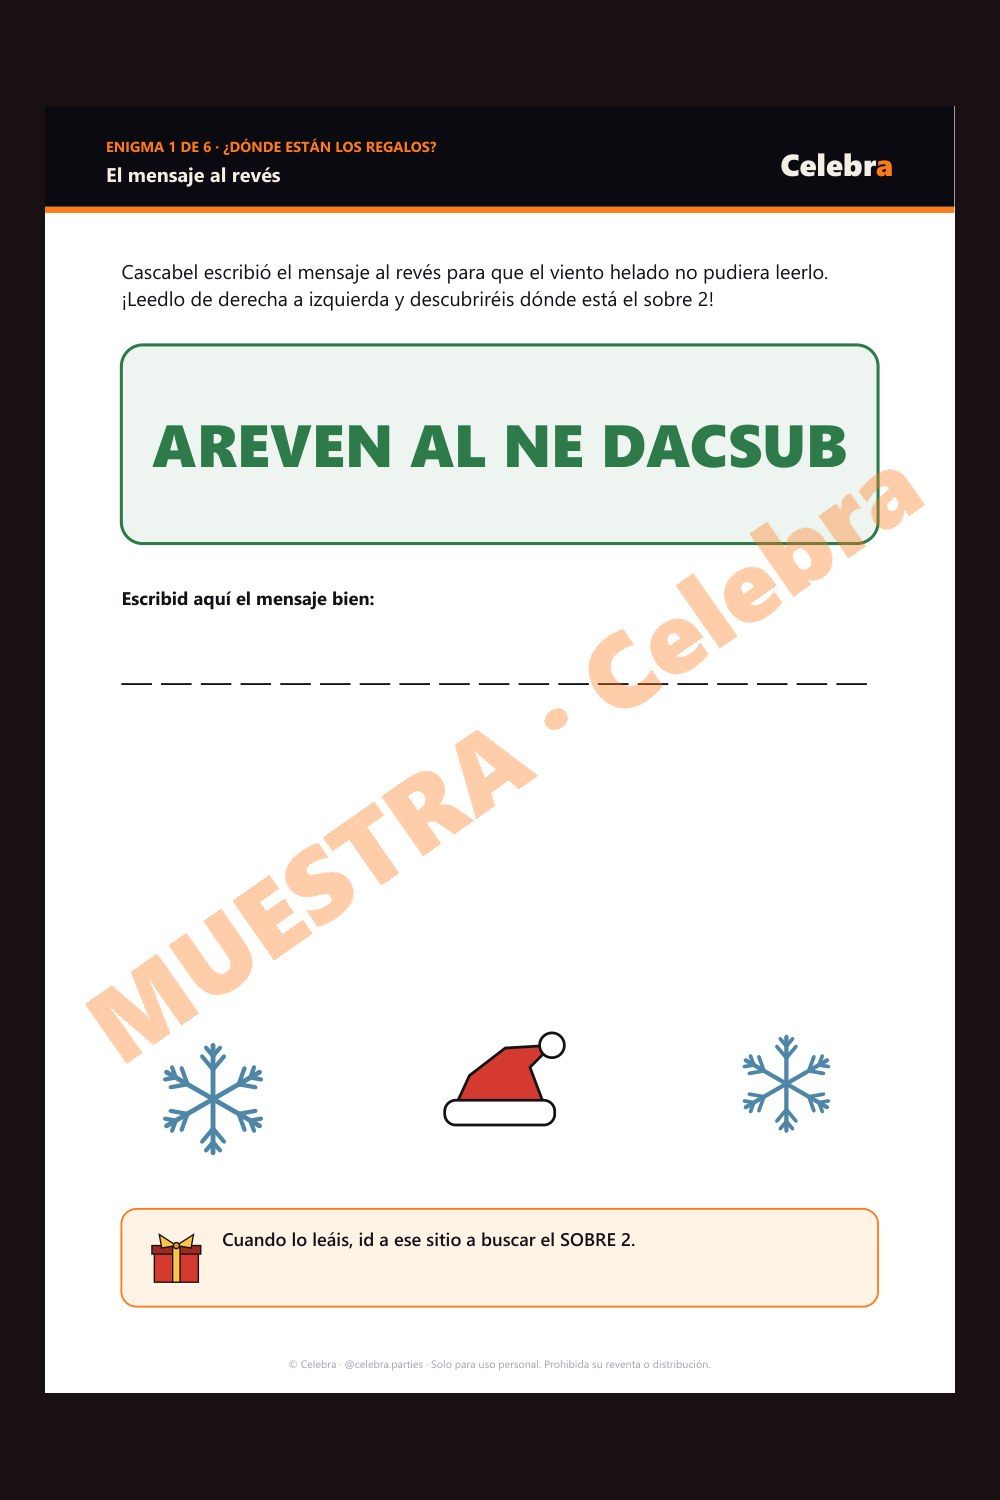 ENIGMA 1 DE 6 · ¿DÓNDE ESTÁN LOS REGALOS?
El mensaje al revés
Celebra
Cascabel escribió el mensaje al revés para que el viento helado no pudiera leerlo.
¡Leedlo de derecha a izquierda y descubriréis dónde está el sobre 2!
AREVEN AL NE DACSUB
Escribid aquí el mensaje bien:
MUESTRA · Celebra
Cuando lo leáis, id a ese sitio a buscar el SOBRE 2.
© Celebra · @celebra.parties · Solo para uso personal. Prohibida su reventa o distribución.